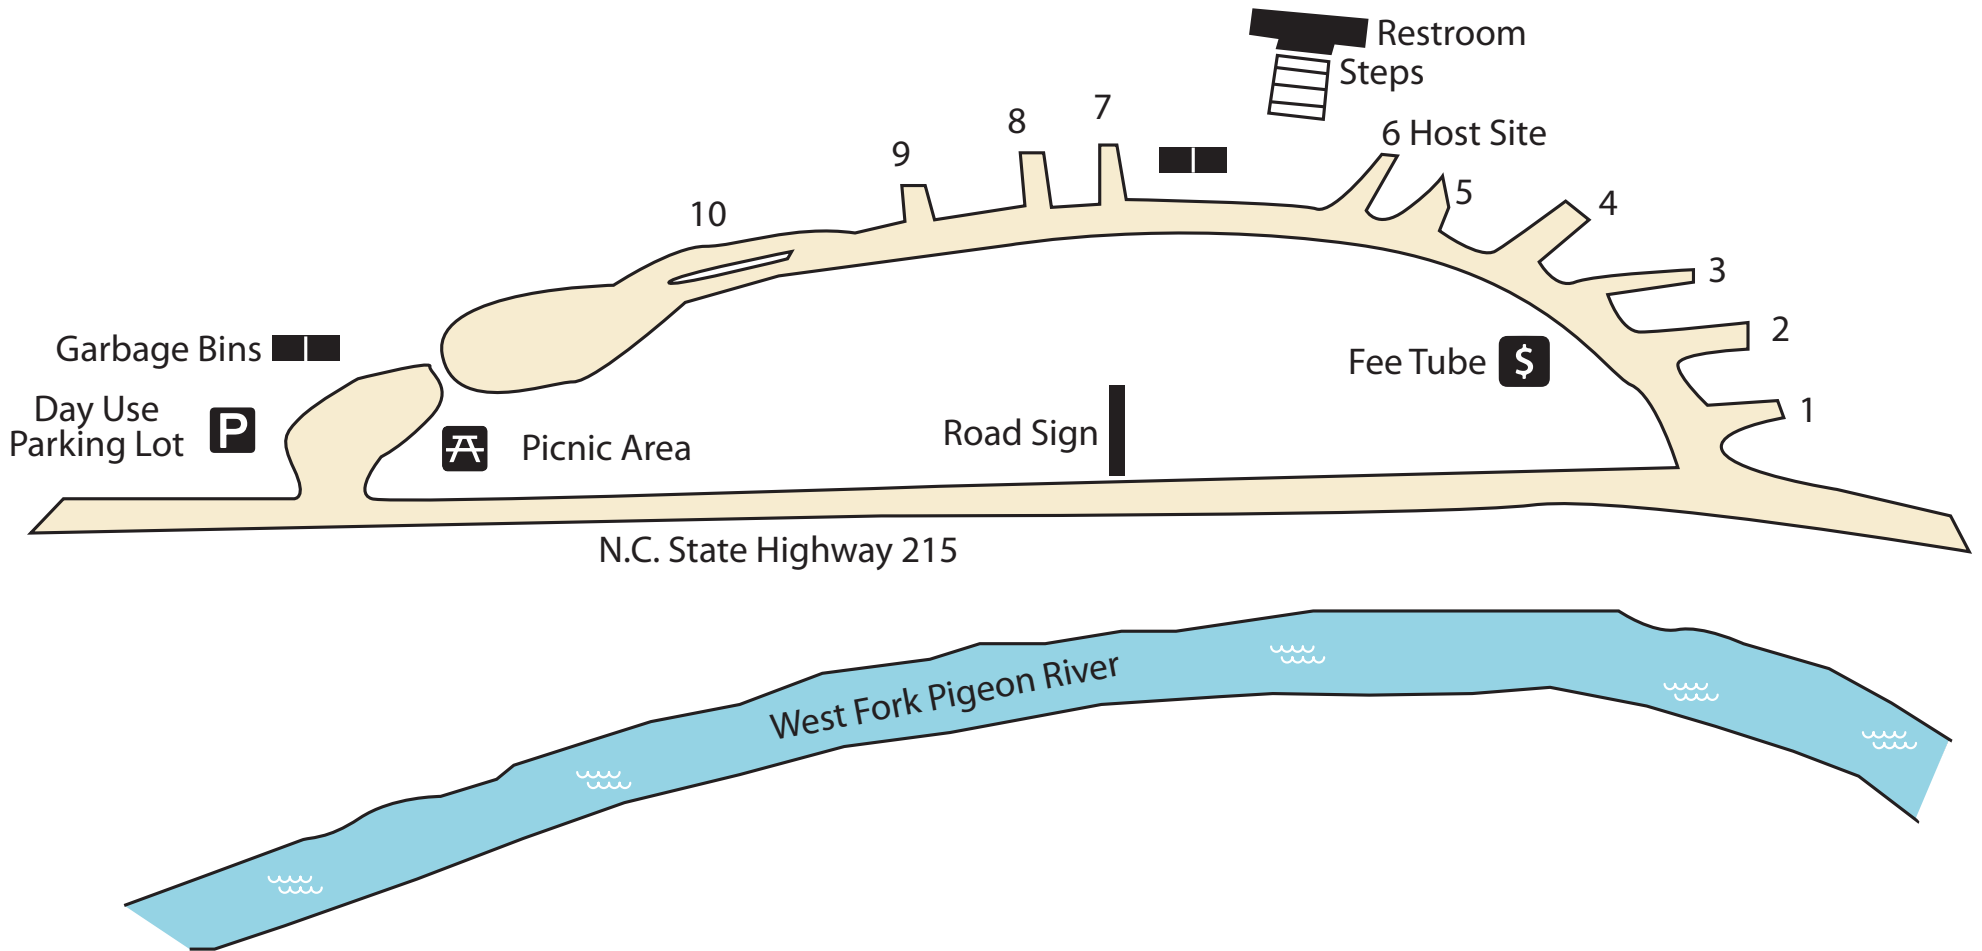 Restroom
Steps
7
8
6 Host Site
9
5
4
10
3
2
Garbage Bins
Fee Tube $
1
Day Use
Parking Lot P
Road Sign
Picnic Area
N.C. State Highway 215
West Fork Pigeon River